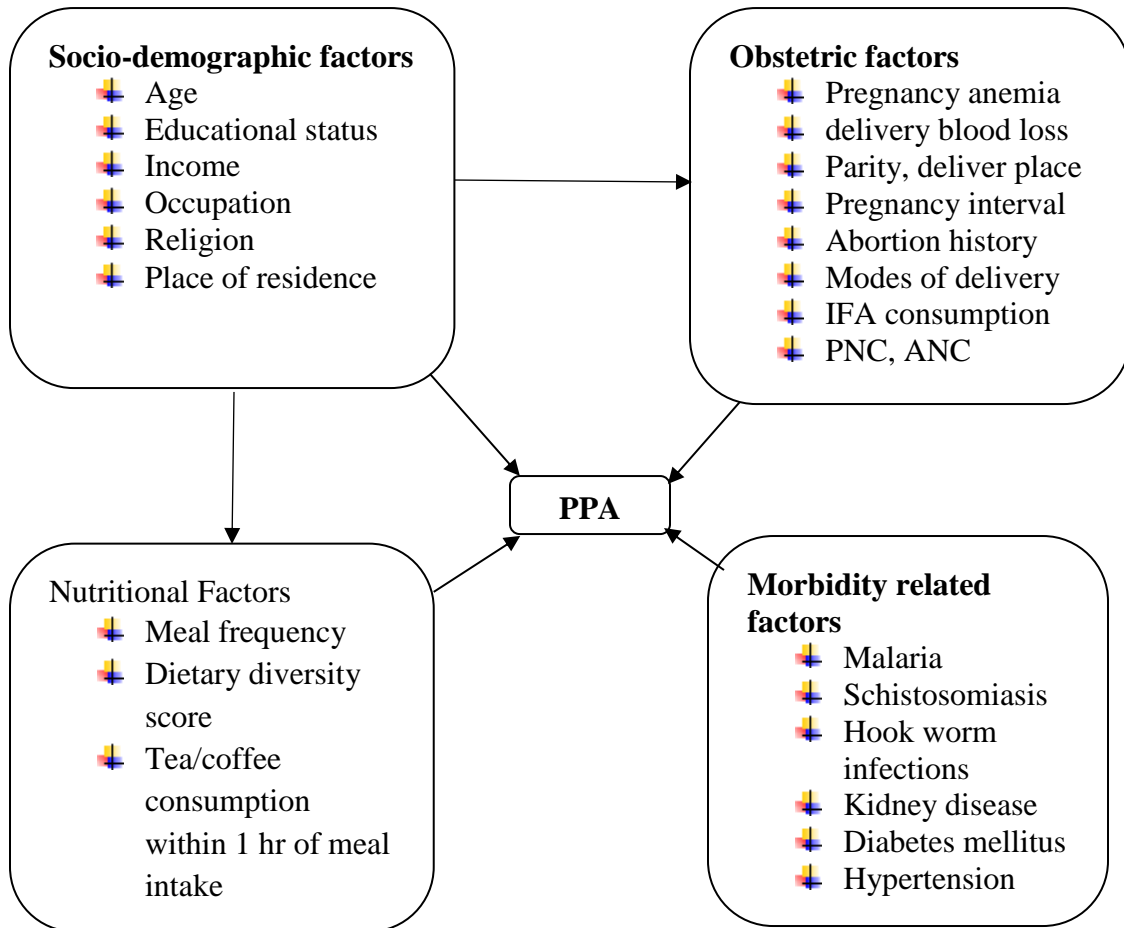 Socio-demographic factors
Age
Educational status
Income
Occupation
Religion
Place of residence
Obstetric factors
Pregnancy anemia
delivery blood loss
Parity, deliver place
Pregnancy interval
Abortion history
Modes of delivery
IFA consumption
PNC, ANC
PPA
Nutritional Factors
Meal frequency
Dietary diversity
score
Tea/coffee
consumption
within 1 hr of meal
intake
Morbidity related
factors
Malaria
Schistosomiasis
Hook worm
infections
Kidney disease
Diabetes mellitus
Hypertension